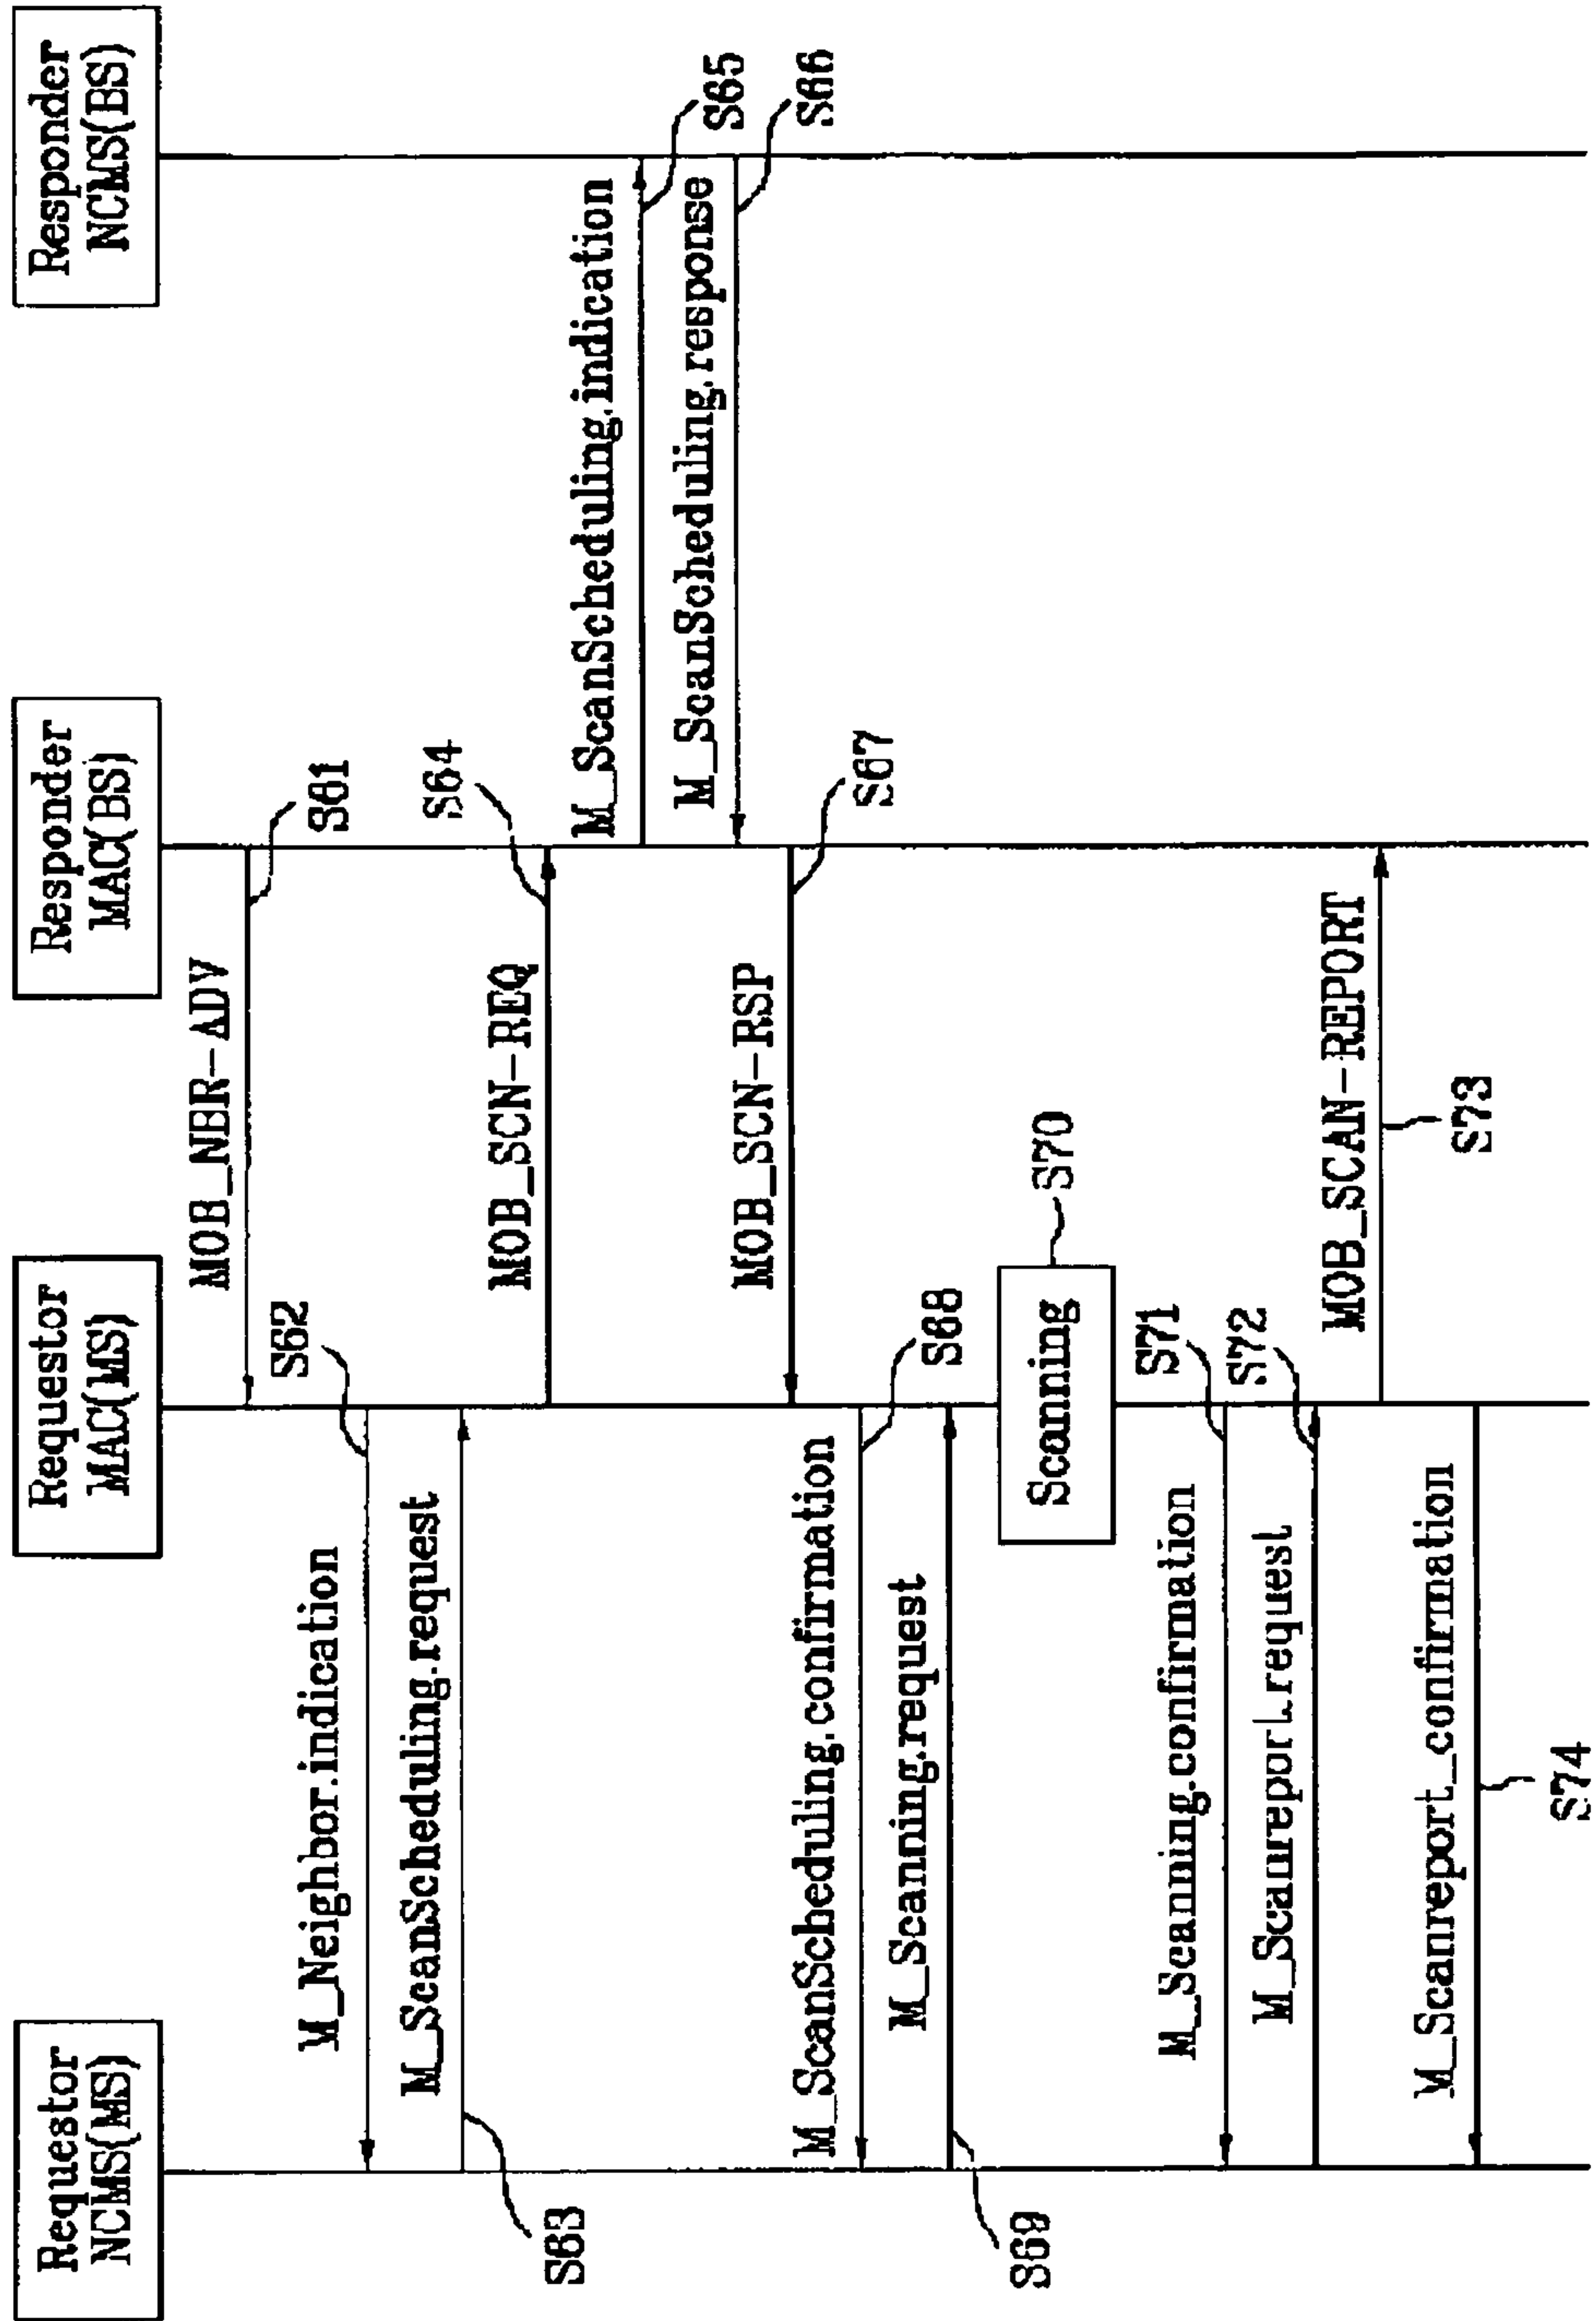 Requestor
NCMS(MS)
Requestor
MAC(MS)
Responder
MAC(BS)
Responder
NCMS(BS)
MOB_NBR-ADV
S61
S62
M_Neighbor.indication
M_ScanScheduling.request
S63
MOB_SCN-REQ
S64
M_ScanScheduling.indication
S65
M_ScanScheduling.response
S66
MOB_SCN-RSP
S67
M_ScanScheduling.confirmation
S68
M_Scanning.request
S69
Scanning
S70
M_Scanning.confirmation
S71
M_Scanreport.request
S72
MOB_SCAN-REPORT
S73
M_Scanreport_confirmation
S74